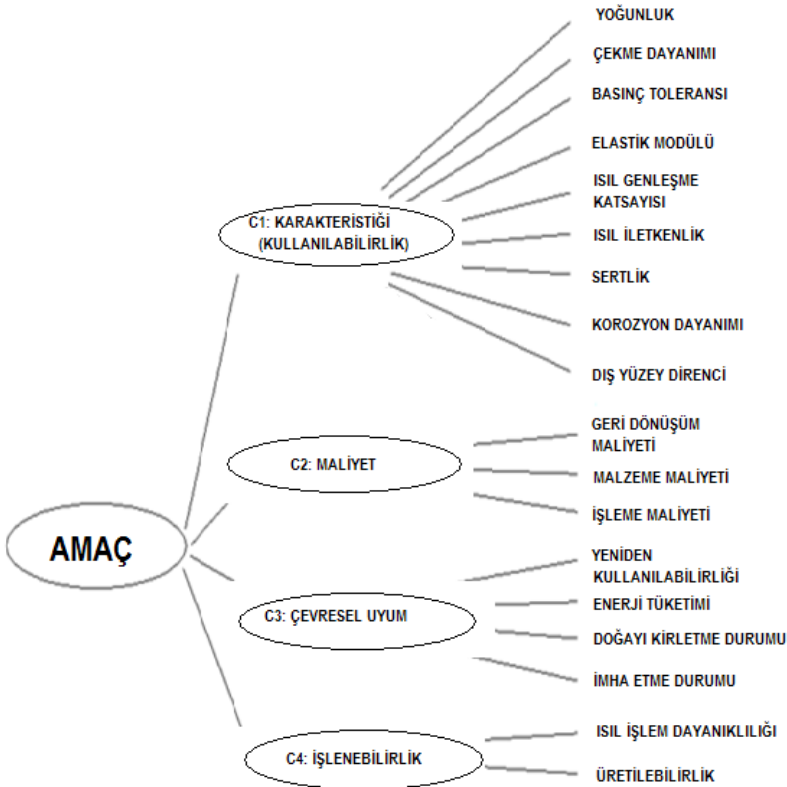 YOĞUNLUK
ÇEKME DAYANIMI
BASINÇ TOLERANSI
ELASTİK MODÜLÜ
ISIL GENLEŞME
KATSAYISI
C1: KARAKTERİSTİĞİ
(KULLANILABİLİRLİK)
ISIL İLETKENLİK
SERTLİK
KOROZYON DAYANIMI
DIŞ YÜZEY DİRENCİ
GERİ DÖNÜŞÜM
MALİYETİ
C2: MALİYET
MALZEME MALİYETİ
İŞLEME MALİYETİ
AMAÇ
YENİDEN
KULLANILABİLİRLİĞİ
ENERJİ TÜKETİMİ
C3: ÇEVRESEL UYUM
DOĞAYI KİRLETME DURUMU
İMHA ETME DURUMU
ISIL İŞLEM DAYANIKLILIĞI
C4: İŞLENEBİLİRLİK
ÜRETİLEBİLİRLİK